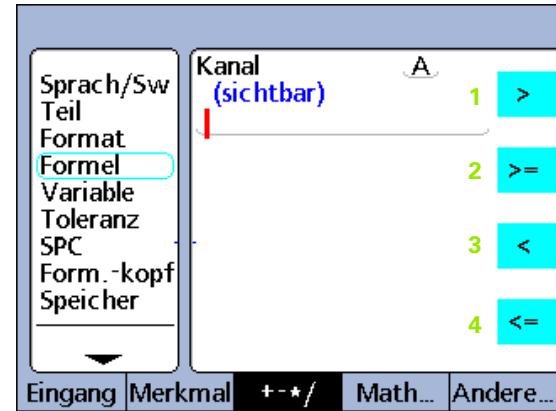 Sprach/Sw
Teil
Format
Formel
Variable
Toleranz
SPC
Form.-kopf
Speicher
Kanal A
(sichtbar)
1 >
2 >=
3 <
4 <=
Eingang Merkmal +-*/ Math... Andere...